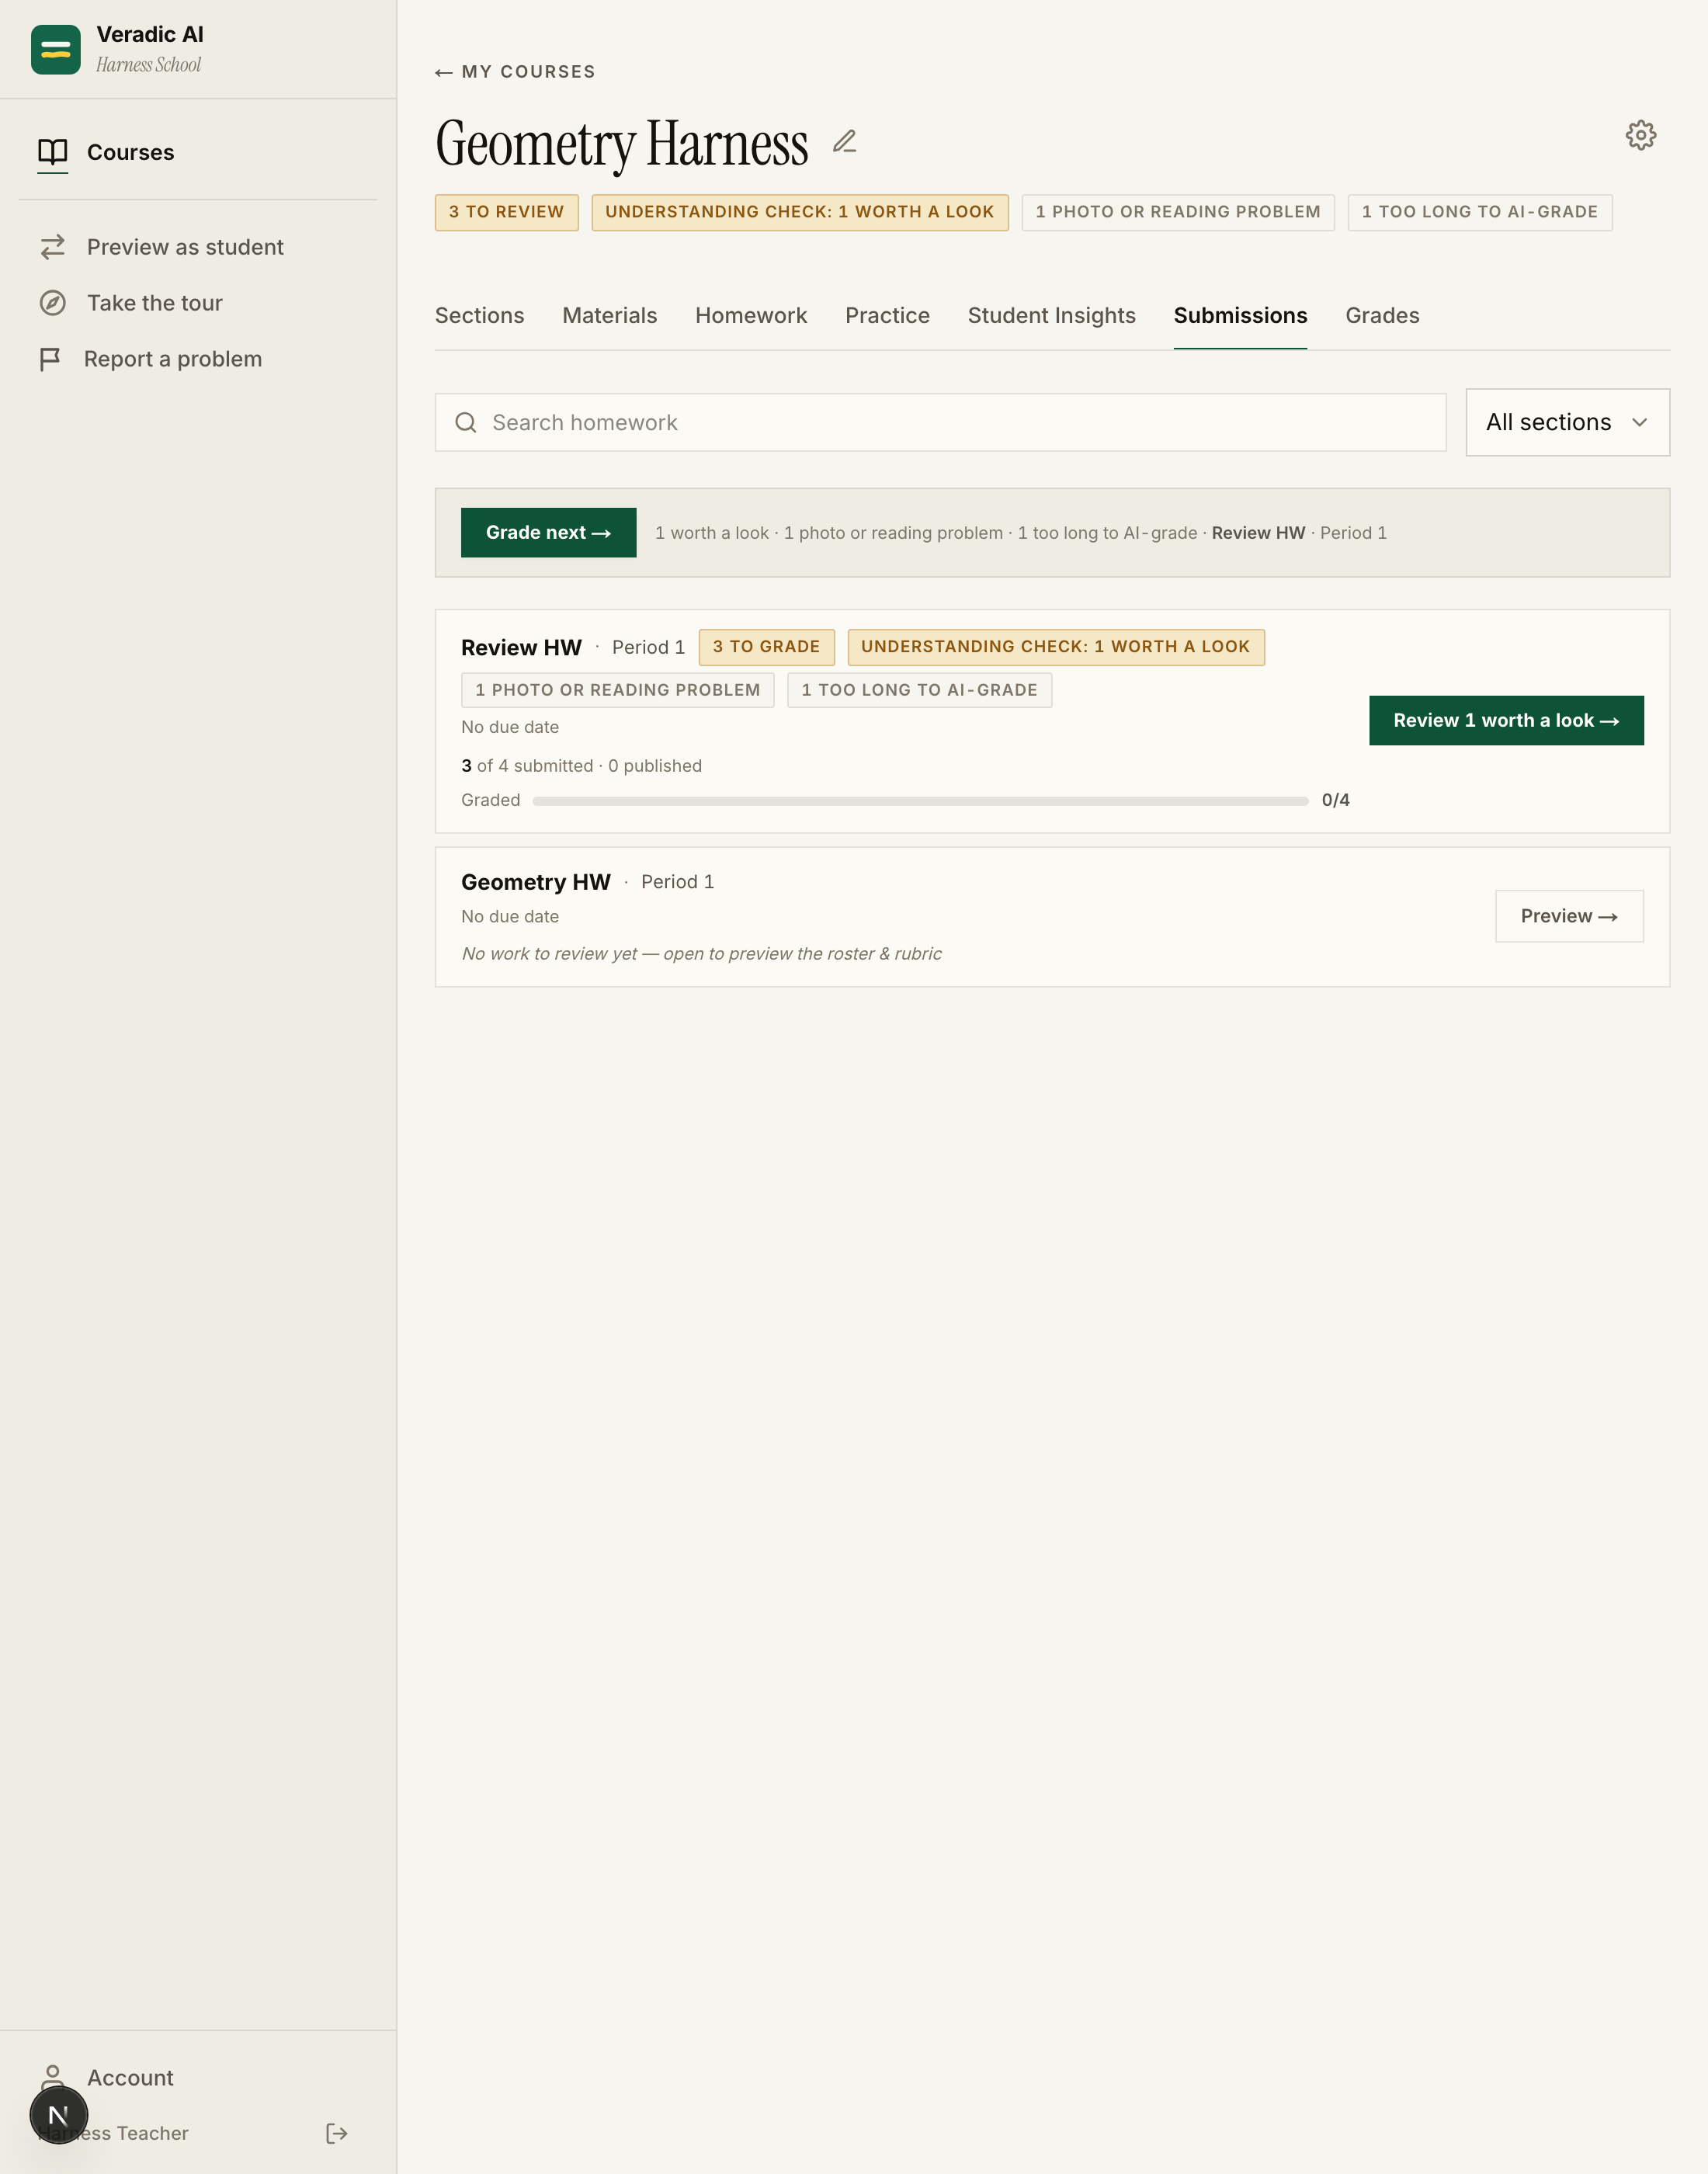 Veradic AI
Harness School
Courses
Preview as student
Take the tour
Report a problem
← MY COURSES
Geometry Harness
3 TO REVIEW UNDERSTANDING CHECK: 1 WORTH A LOOK 1 PHOTO OR READING PROBLEM 1 TOO LONG TO AI-GRADE
Sections Materials Homework Practice Student Insights Submissions Grades
Search homework All sections
Grade next → 1 worth a look · 1 photo or reading problem · 1 too long to AI-grade · Review HW · Period 1
Review HW · Period 1 3 TO GRADE UNDERSTANDING CHECK: 1 WORTH A LOOK
1 PHOTO OR READING PROBLEM 1 TOO LONG TO AI-GRADE
Review 1 worth a look →
No due date
3 of 4 submitted · 0 published
Graded 0/4
Geometry HW · Period 1
No due date
Preview →
No work to review yet — open to preview the roster & rubric
Account
N
Harness Teacher